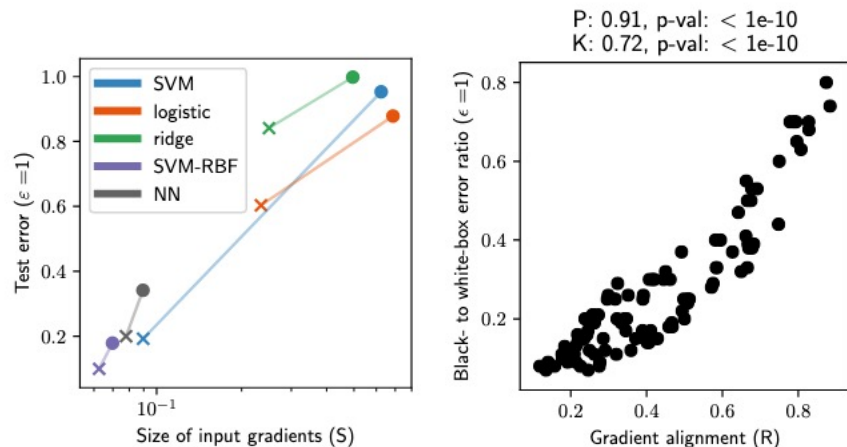 P: 0.91, p-val: < 1e-10
K: 0.72, p-val: < 1e-10
1.0
0.8
0.6
0.4
0.2
Test error (ε =1)
SVM
logistic
ridge
SVM-RBF
NN
10⁻¹
Size of input gradients (S)
0.8
0.6
0.4
0.2
Black- to white-box error ratio (ϵ =1)
0.2 0.4 0.6 0.8
Gradient alignment (R)